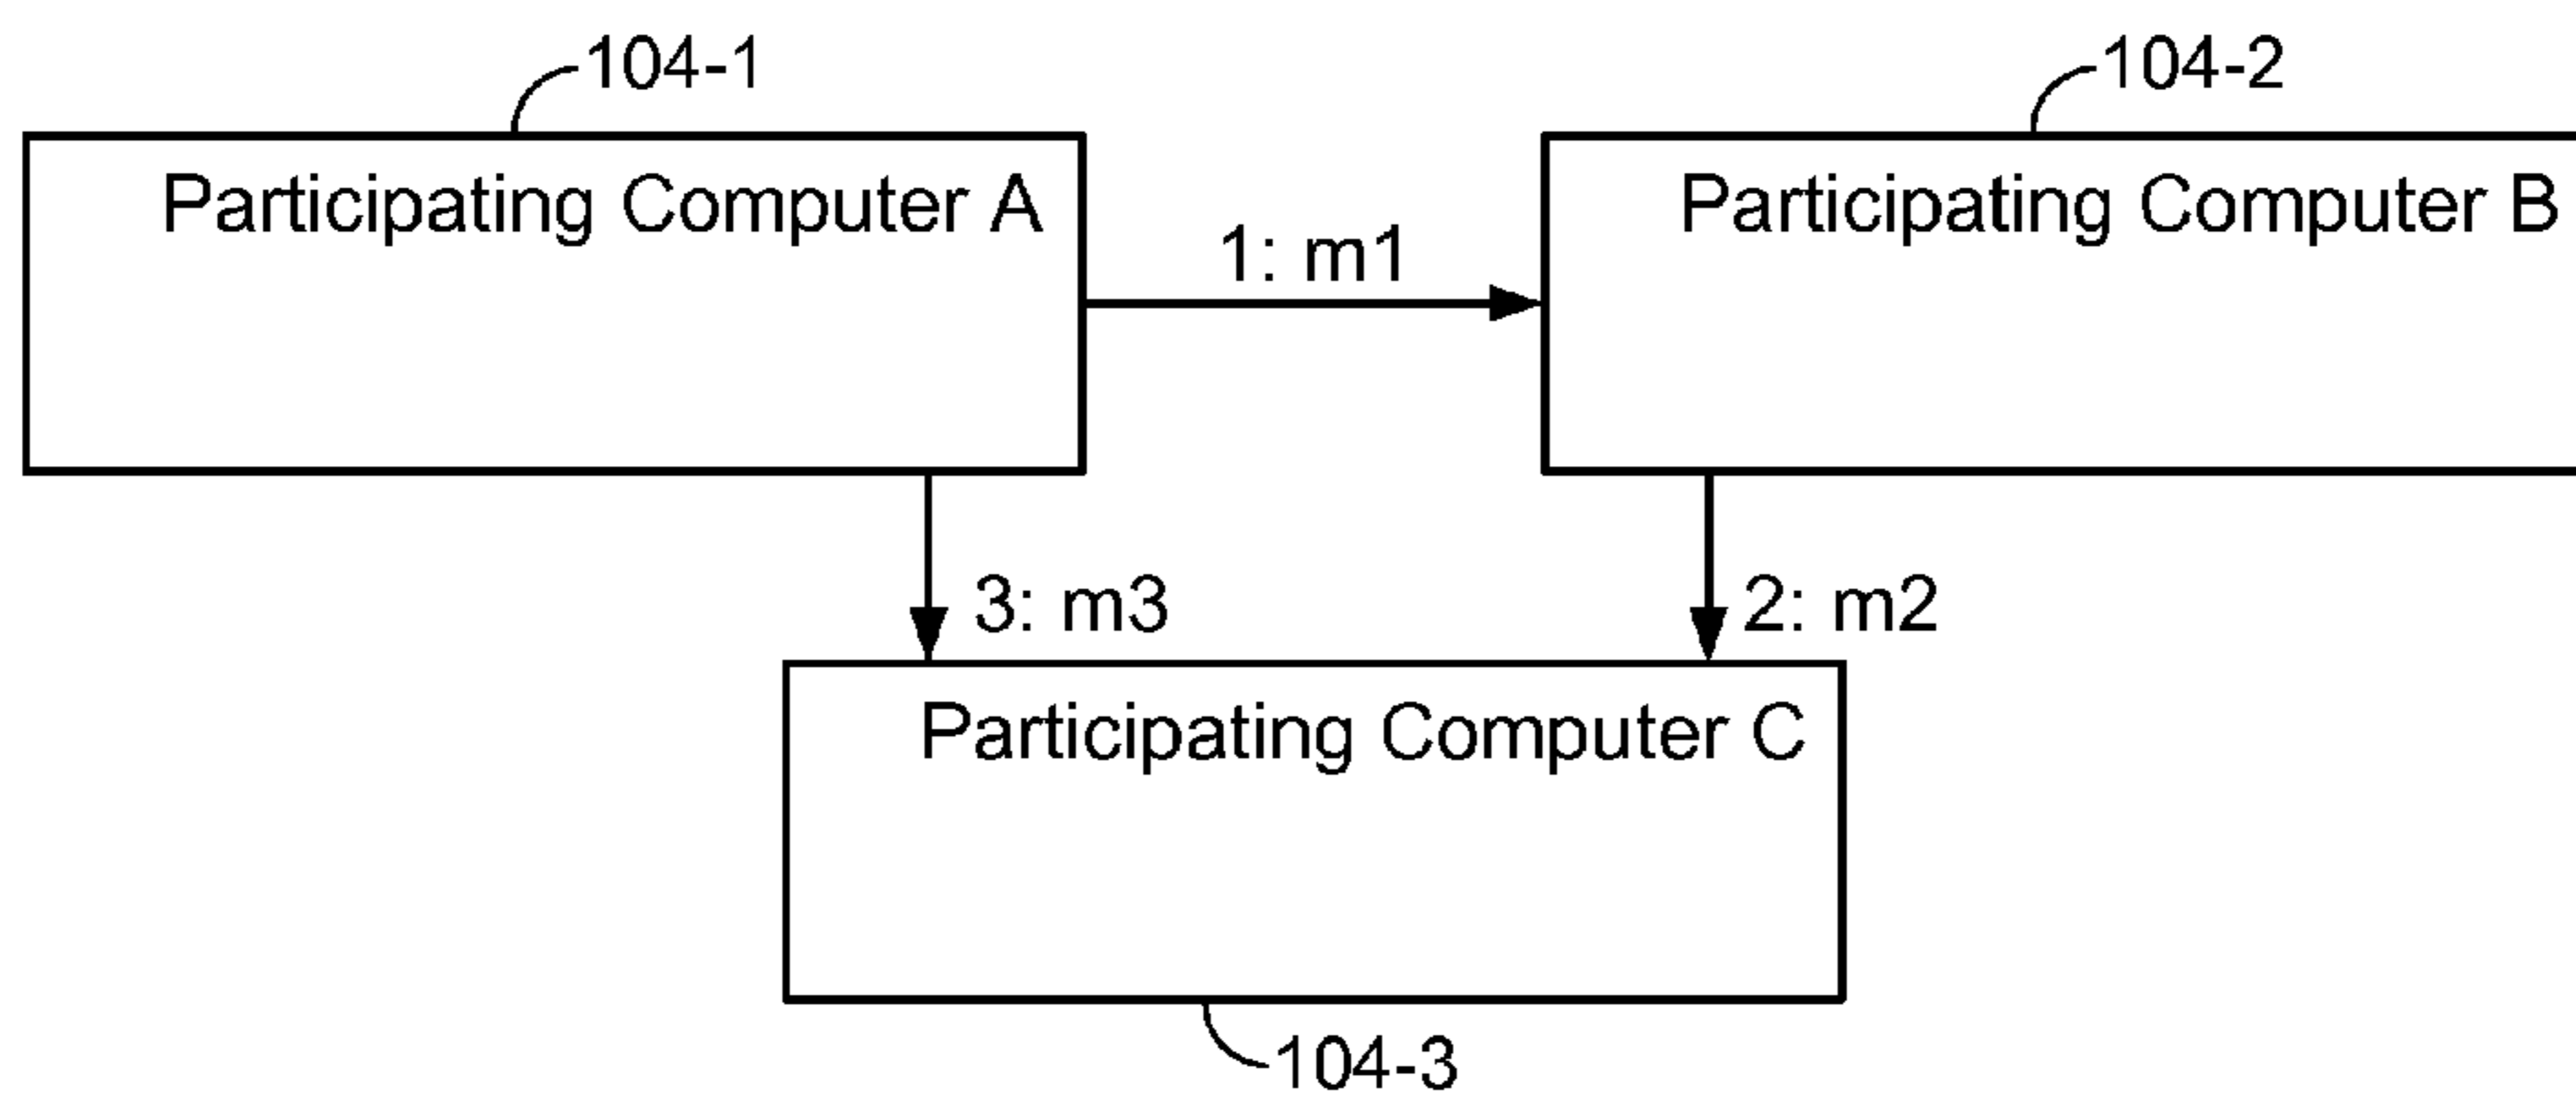 104-1
104-2
Participating Computer A
Participating Computer B
1: m1
3: m3
2: m2
Participating Computer C
104-3